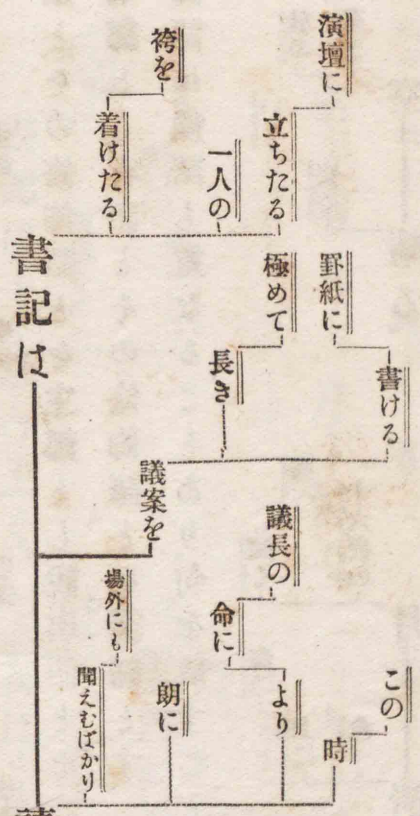 演壇に
立ちたる
一人の
袴を
着けたる
書記は
罫紙に
書ける
極めて
長き
議案を
この
時
議長の
命に
より
朗に
場外にも
聞えむばかり